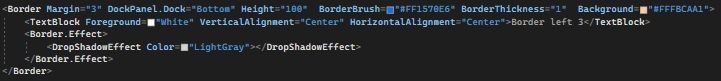 <Border Margin="3" DockPanel.Dock="Bottom" Height="100"  BorderBrush="#FF1570E6" BorderThickness="1"  Background="#FFFBCAA1">
    <TextBlock Foreground="White" VerticalAlignment="Center" HorizontalAlignment="Center">Border left 3</TextBlock>
    <Border.Effect>
        <DropShadowEffect Color="LightGray"></DropShadowEffect>
    </Border.Effect>
</Border>